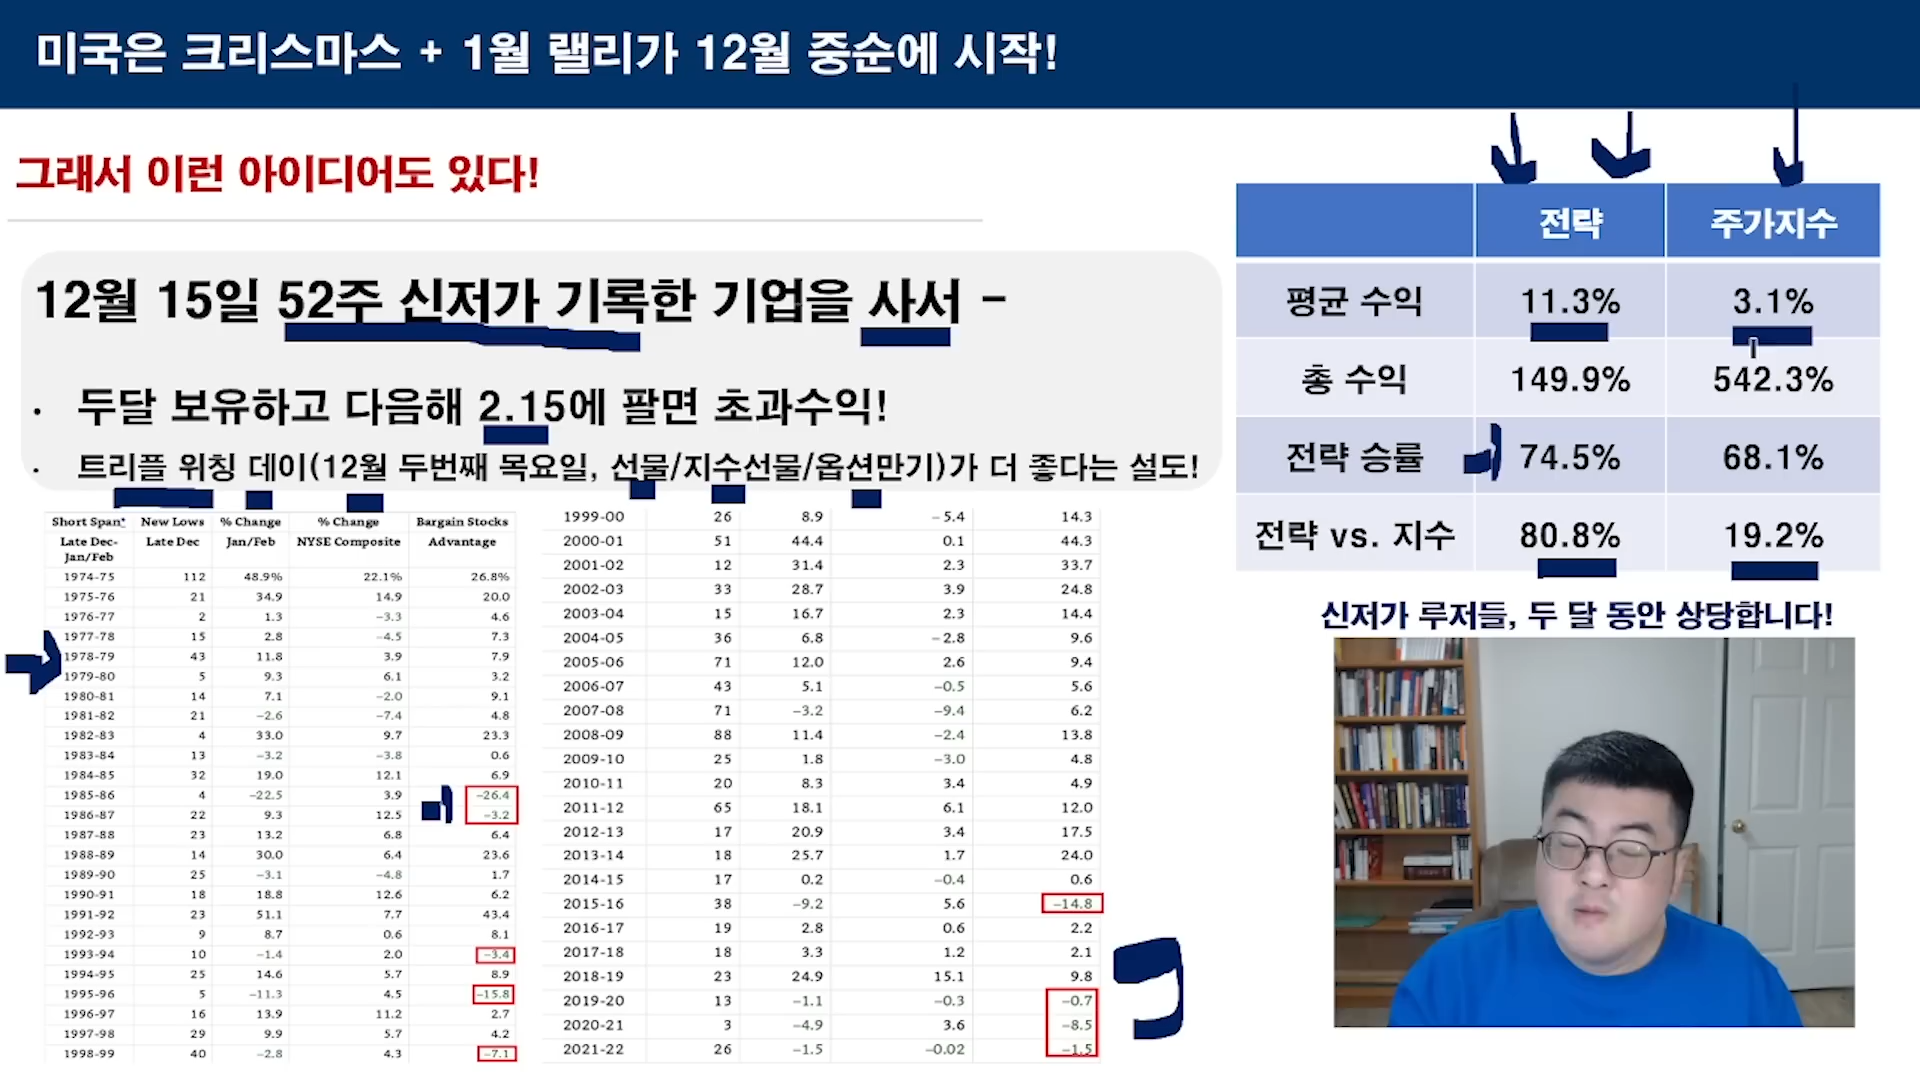 미국은 크리스마스 + 1월 랠리가 12월 중순에 시작!
그래서 이런 아이디어도 있다!
12월 15일 52주 신저가 기록한 기업을 사서 –
· 두달 보유하고 다음해 2.15에 팔면 초과수익!
· 트리플 위칭 데이(12월 두번째 목요일, 선물/지수선물/옵션만기)가 더 좋다는 설도!
Short Span* New Lows % Change % Change Bargain Stocks
Late Dec- Late Dec Jan/Feb NYSE Composite Advantage
Jan/Feb
1974-75 112 48.9% 22.1% 26.8%
1975-76 21 34.9 14.9 20.0
1976-77 2 1.3 −3.3 4.6
1977-78 15 2.8 −4.5 7.3
1978-79 43 11.8 3.9 7.9
1979-80 5 9.3 6.1 3.2
1980-81 14 7.1 −2.0 9.1
1981-82 21 −2.6 −7.4 4.8
1982-83 4 33.0 9.7 23.3
1983-84 13 −3.2 −3.8 0.6
1984-85 32 19.0 12.1 6.9
1985-86 4 −22.5 3.9 −26.4
1986-87 22 9.3 12.5 −3.2
1987-88 23 13.2 6.8 6.4
1988-89 14 30.0 6.4 23.6
1989-90 25 −3.1 −4.8 1.7
1990-91 18 18.8 12.6 6.2
1991-92 23 51.1 7.7 43.4
1992-93 9 8.7 0.6 8.1
1993-94 10 −1.4 2.0 −3.4
1994-95 25 14.6 5.7 8.9
1995-96 5 −11.3 4.5 −15.8
1996-97 16 13.9 11.2 2.7
1997-98 29 9.9 5.7 4.2
1998-99 40 −2.8 4.3 −7.1
1999-00 26 8.9 −5.4 14.3
2000-01 51 44.4 0.1 44.3
2001-02 12 31.4 2.3 33.7
2002-03 33 28.7 3.9 24.8
2003-04 15 16.7 2.3 14.4
2004-05 36 6.8 −2.8 9.6
2005-06 71 12.0 2.6 9.4
2006-07 43 5.1 −0.5 5.6
2007-08 71 −3.2 −9.4 6.2
2008-09 88 11.4 −2.4 13.8
2009-10 25 1.8 −3.0 4.8
2010-11 20 8.3 3.4 4.9
2011-12 65 18.1 6.1 12.0
2012-13 17 20.9 3.4 17.5
2013-14 18 25.7 1.7 24.0
2014-15 17 0.2 −0.4 0.6
2015-16 38 −9.2 5.6 −14.8
2016-17 19 2.8 0.6 2.2
2017-18 18 3.3 1.2 2.1
2018-19 23 24.9 15.1 9.8
2019-20 13 −1.1 −0.3 −0.7
2020-21 3 −4.9 3.6 −8.5
2021-22 26 −1.5 −0.02 −1.5
전략 주가지수
평균 수익 11.3% 3.1%
총 수익 149.9% 542.3%
전략 승률 74.5% 68.1%
전략 vs. 지수 80.8% 19.2%
신저가 루저들, 두 달 동안 상당합니다!